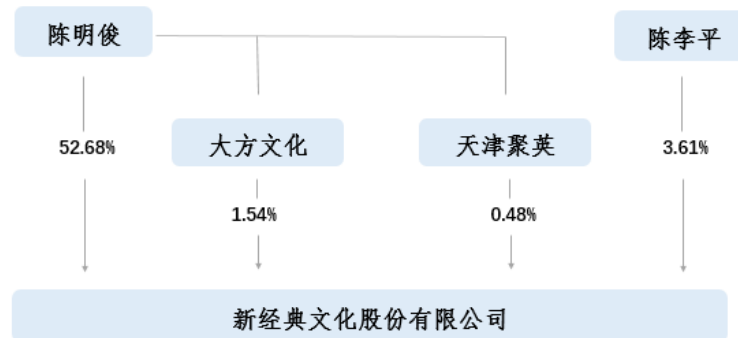 陈明俊
陈李平
大方文化
天津聚英
52.68%
3.61%
1.54%
0.48%
新经典文化股份有限公司